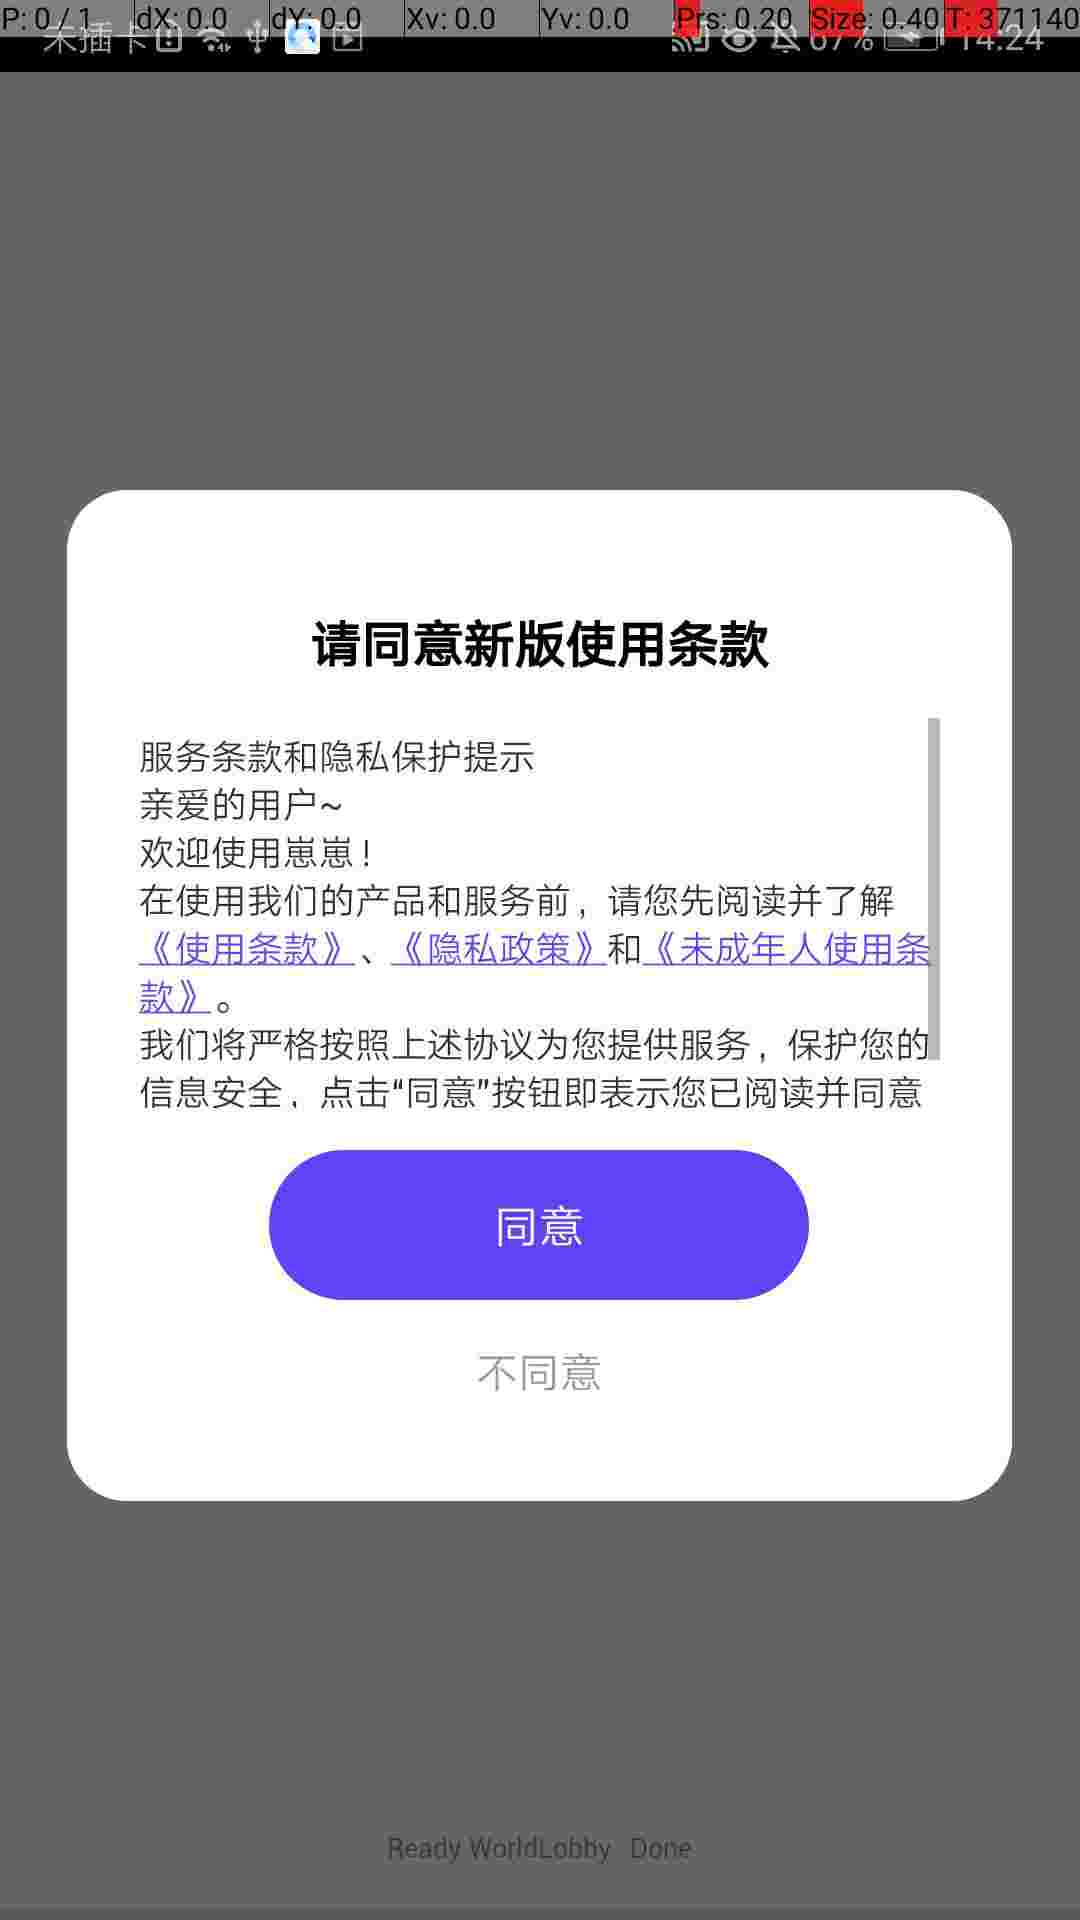 P: 0 / 1 dX: 0.0 dY: 0.0 Xv: 0.0 Yv: 0.0 Prs: 0.20 Size: 0.40 T: 371140
未插卡 67% 14:24
请同意新版使用条款
服务条款和隐私保护提示
亲爱的用户~
欢迎使用崽崽!
在使用我们的产品和服务前，请您先阅读并了解
《使用条款》、《隐私政策》和《未成年人使用条
款》。
我们将严格按照上述协议为您提供服务，保护您的
信息安全，点击“同意”按钮即表示您已阅读并同意
同意
不同意
Ready WorldLobby Done